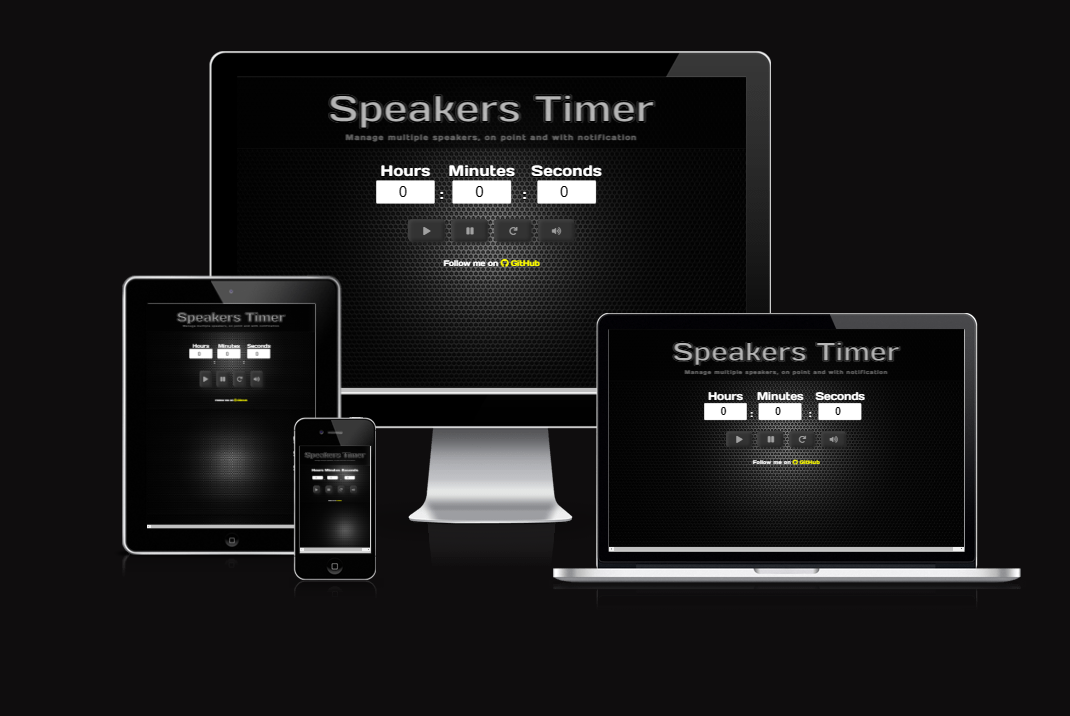 Speakers Timer
Manage multiple speakers, on point and with notification
Hours Minutes Seconds
0 : 0 : 0
Follow me on GitHub
Speakers Timer
Manage multiple speakers, on point and with notification
Hours Minutes Seconds
0 0 0
: :
Follow me on GitHub
Speakers Timer
Hours Minutes Seconds
Speakers Timer
Manage multiple speakers, on point and with notification
Hours Minutes Seconds
0 : 0 : 0
Follow me on GitHub